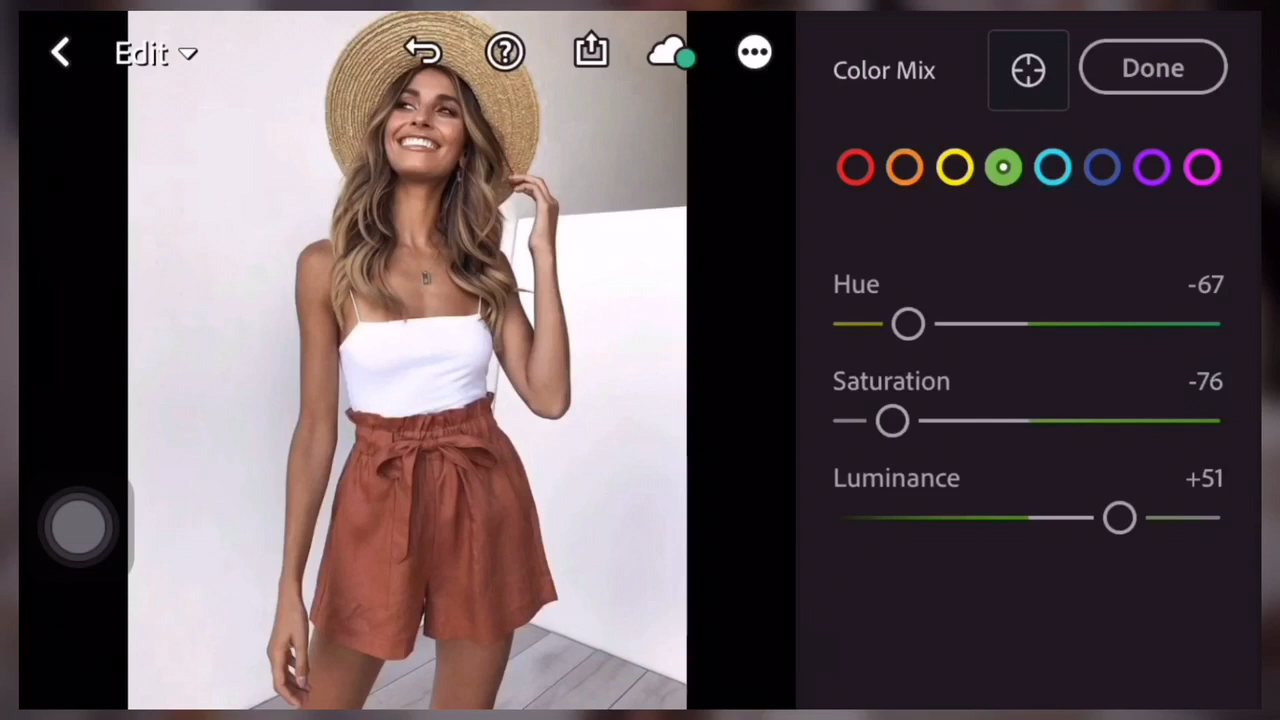 Edit
Color Mix
Done
Hue -67
Saturation -76
Luminance +51